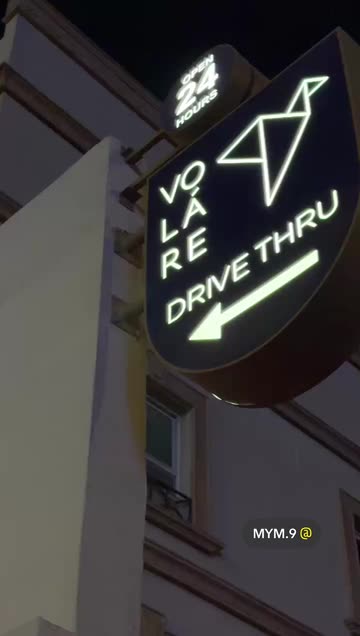 OPEN
24
HOURS
VO
LÁ
RE
DRIVE THRU
MYM.9 @